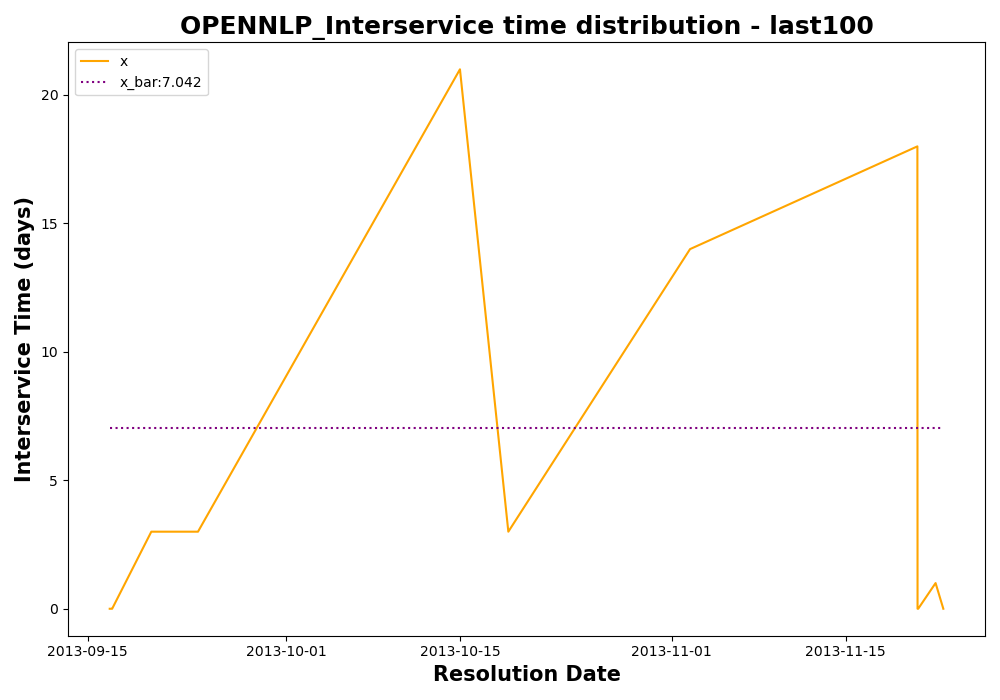 OPENNLP_Interservice time distribution - last100
x
x_bar:7.042
Interservice Time (days)
20
15
10
5
0
2013-09-15
2013-10-01
2013-10-15
2013-11-01
2013-11-15
Resolution Date